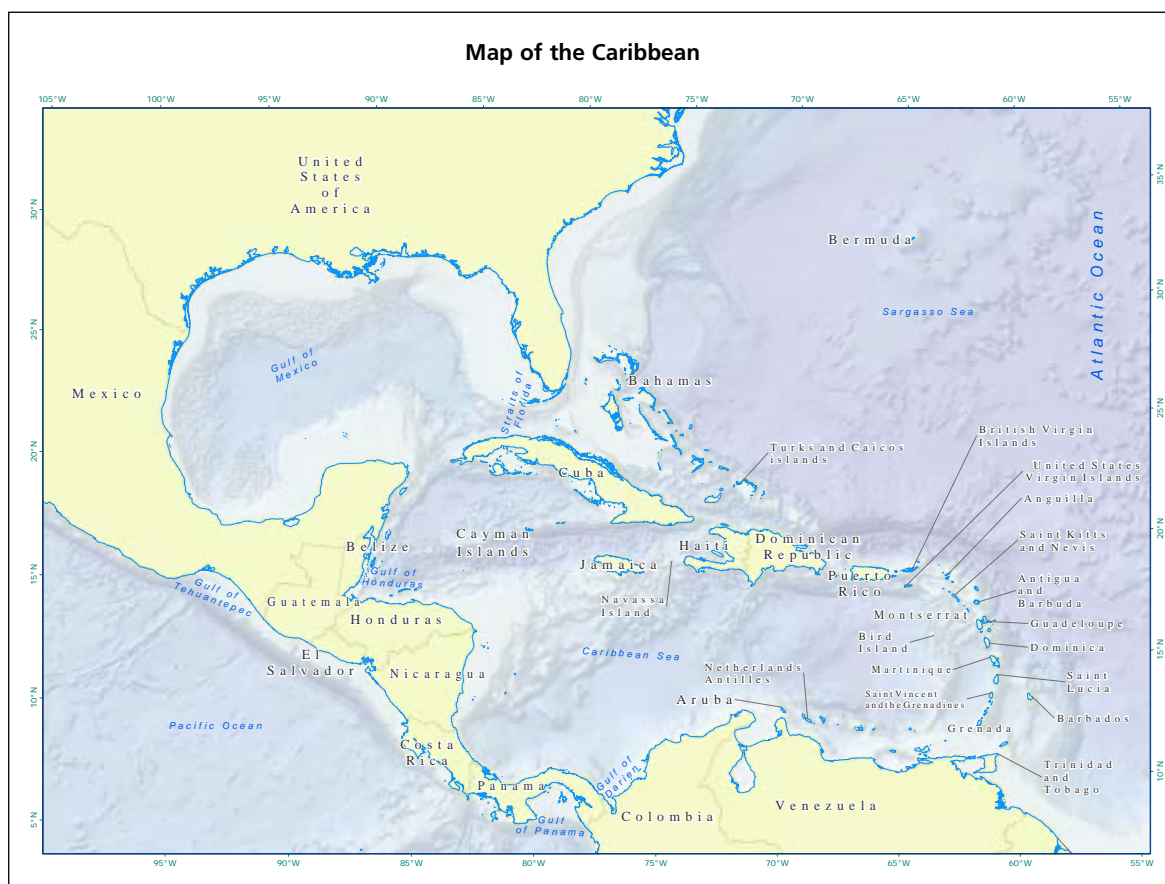 Map of the Caribbean
105°W
100°W
95°W
90°W
85°W
80°W
75°W
70°W
65°W
60°W
55°W
35°N
30°N
25°N
20°N
15°N
10°N
30°N
25°N
20°N
15°N
10°N
5°N
United
States
of
America
Bermuda
Atlantic Ocean
Sargasso Sea
Gulf of
Mexico
Mexico
Straits of
Florida
Bahamas
British Virgin
Islands
Turks and Caicos
islands
United States
Virgin Islands
Cuba
Anguilla
Cayman
Islands
Haiti
Dominican
Republic
Saint Kitts
and Nevis
Belize
Gulf of
Honduras
Jamaica
Puerto
Rico
Antigua
and
Barbuda
Gulf of
Tehuantepec
Guatemala
Honduras
Navassa
Island
Montserrat
Guadeloupe
Bird
Island
Dominica
El
Salvador
Caribbean Sea
Nicaragua
Netherlands
Antilles
Martinique
Saint
Lucia
Aruba
Saint Vincent
and the Grenadines
Barbados
Pacific Ocean
Grenada
Costa
Rica
Gulf of
Darien
Trinidad
and
Tobago
Panama
Gulf
of Panama
Colombia
Venezuela
95°W
90°W
85°W
80°W
75°W
70°W
65°W
60°W